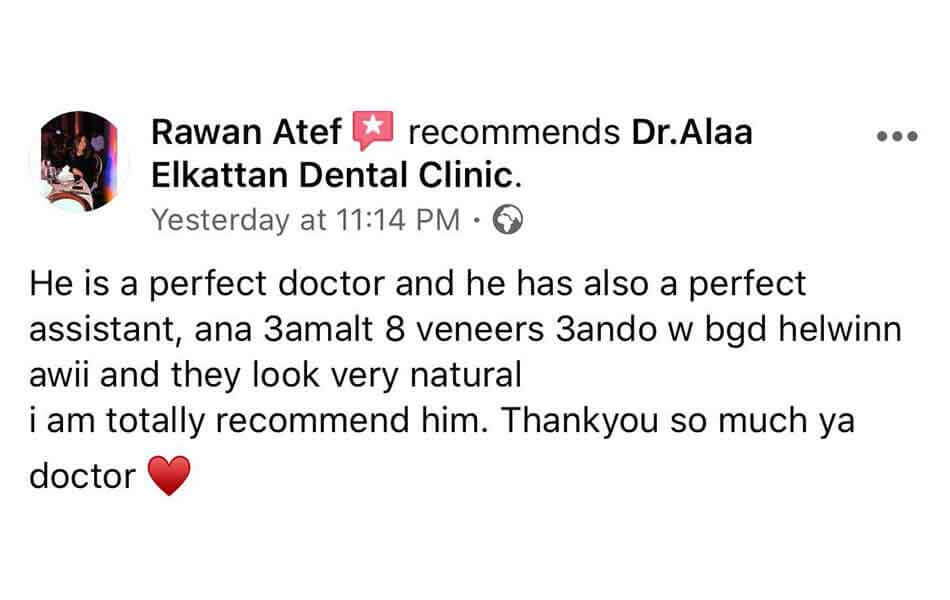 Rawan Atef recommends Dr.Alaa
Elkattan Dental Clinic.
Yesterday at 11:14 PM ·
He is a perfect doctor and he has also a perfect
assistant, ana 3amalt 8 veneers 3ando w bgd helwinn
awii and they look very natural
i am totally recommend him. Thankyou so much ya
doctor ♥